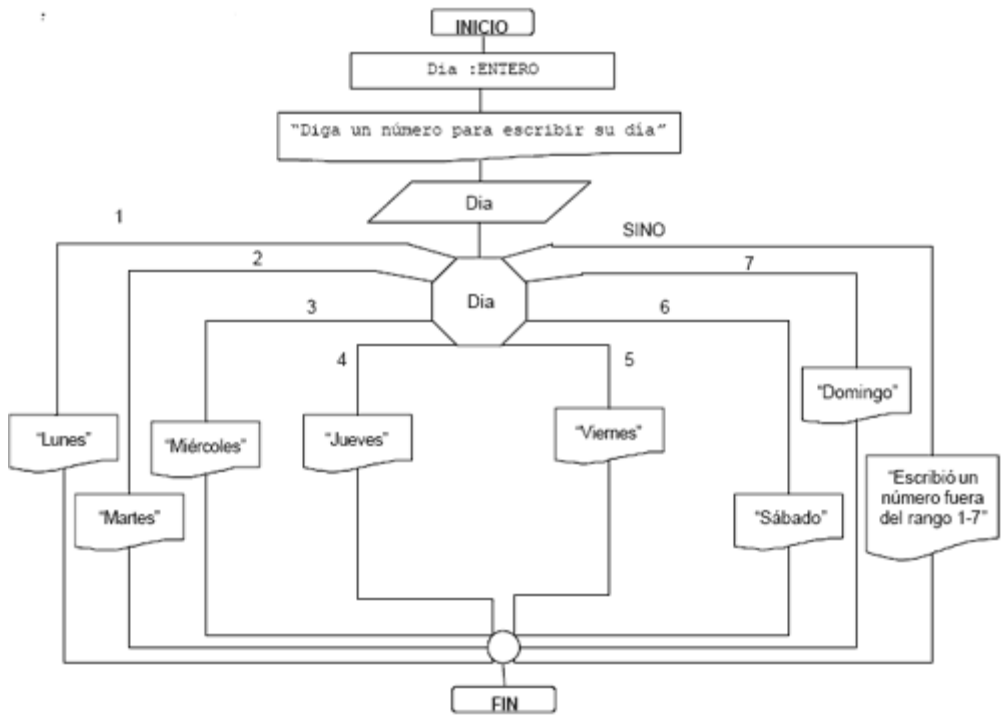 INICIO
Dia :ENTERO
"Diga un número para escribir su día"
Dia
1
SINO
2
7
Dia
3
6
4
5
"Domingo"
"Lunes"
"Miércoles"
"Jueves"
"Viernes"
"Escribió un
número fuera
del rango 1-7"
"Martes"
"Sábado"
FIN